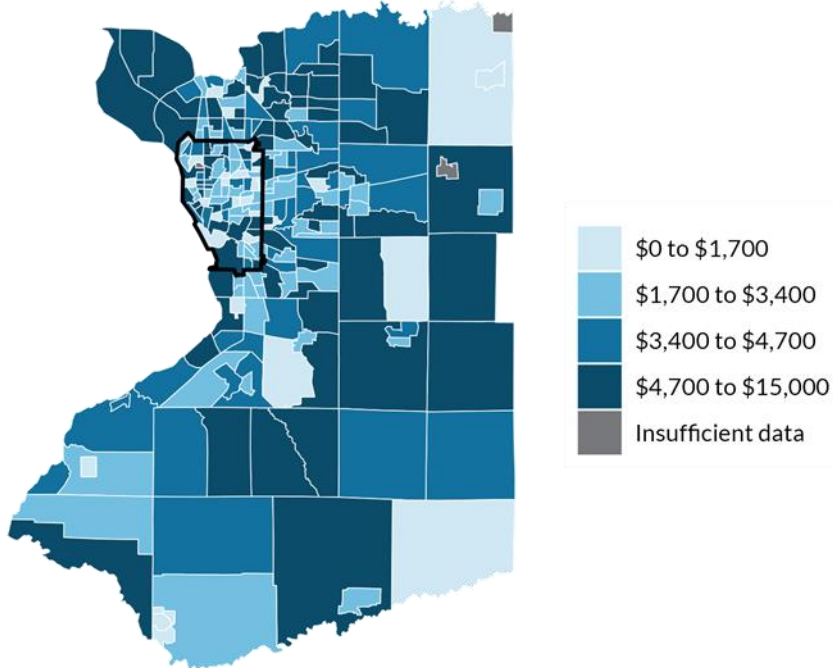 $0 to $1,700
$1,700 to $3,400
$3,400 to $4,700
$4,700 to $15,000
Insufficient data